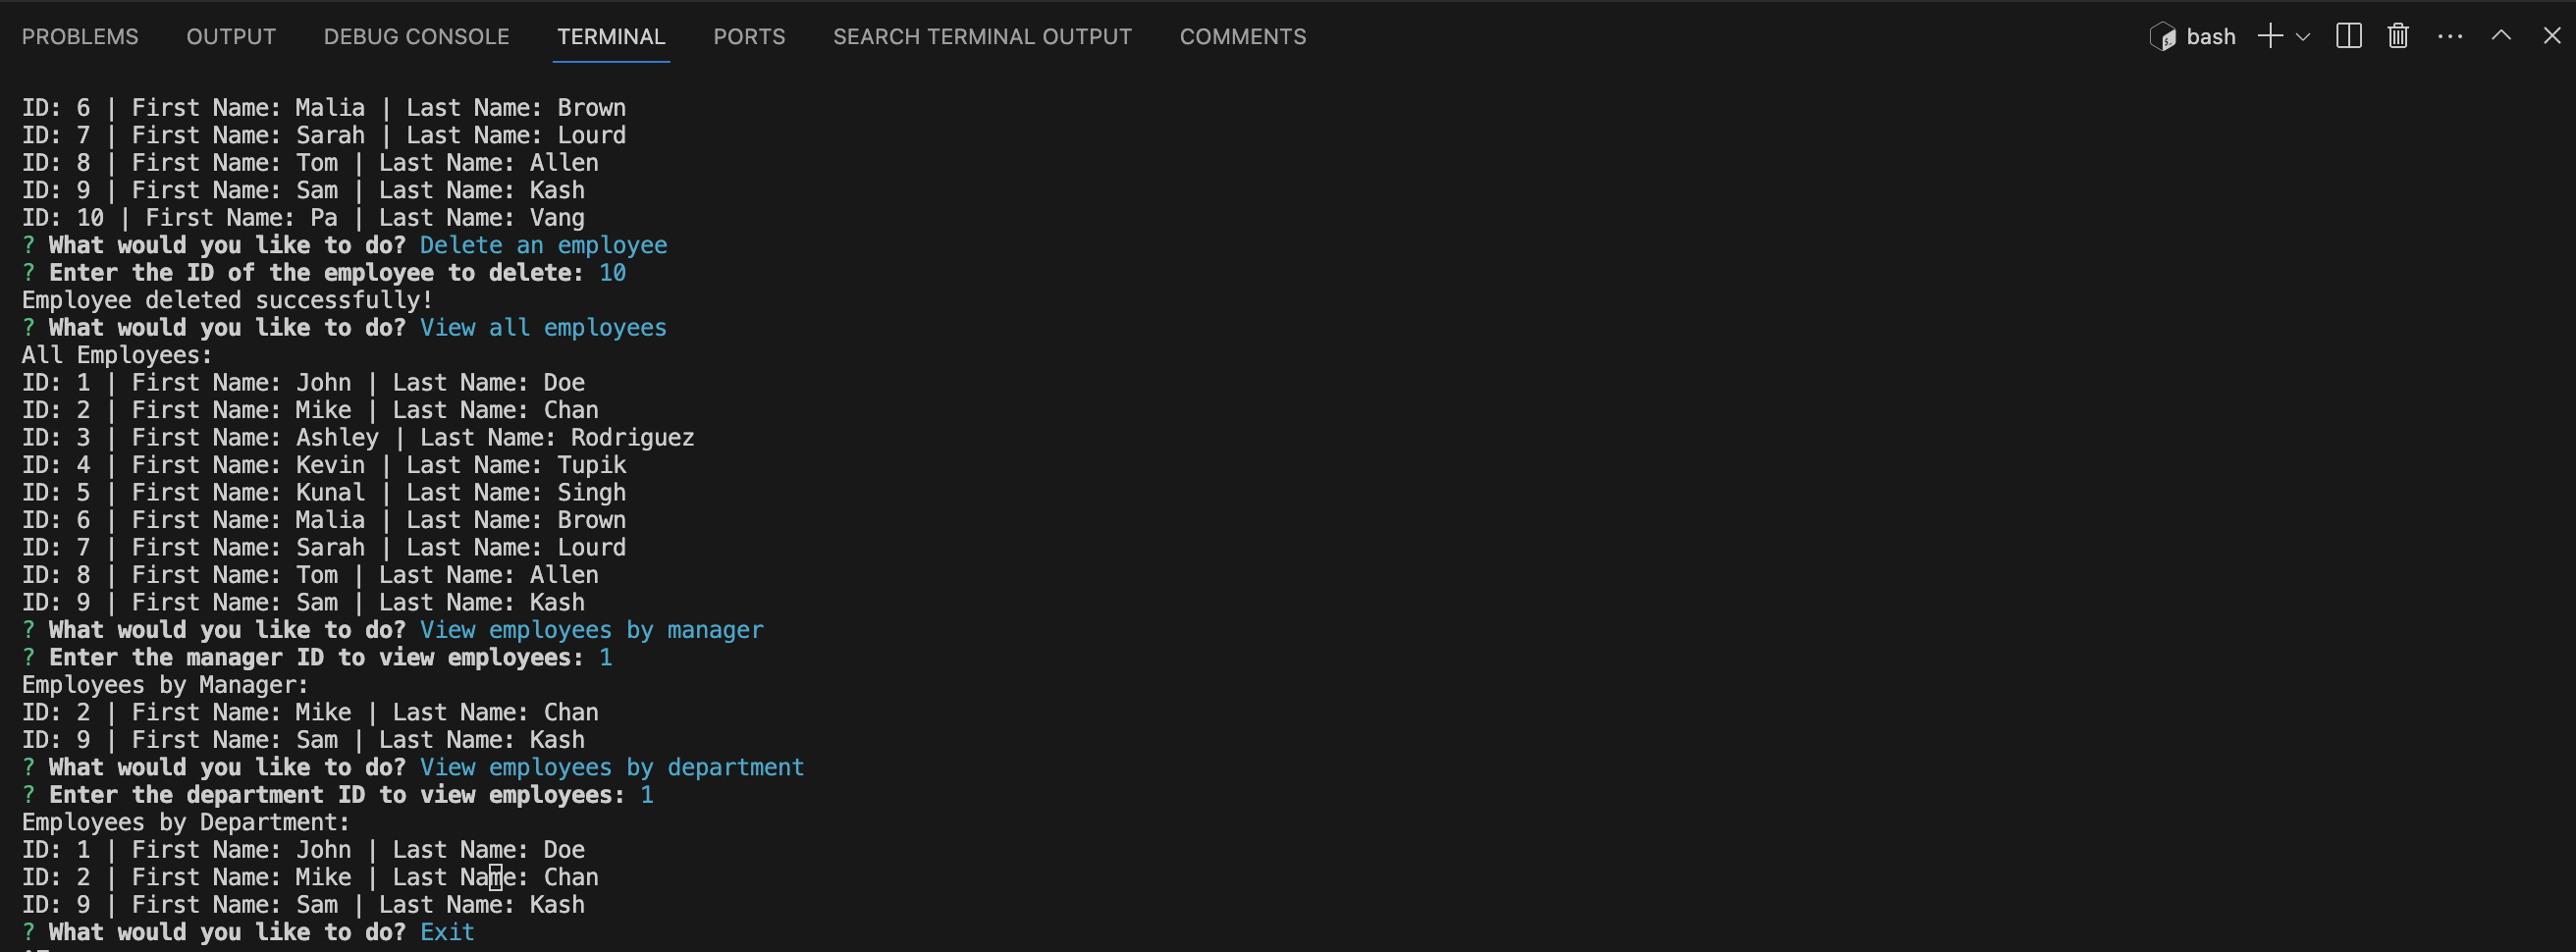 PROBLEMS OUTPUT DEBUG CONSOLE TERMINAL PORTS SEARCH TERMINAL OUTPUT COMMENTS bash
ID: 6 | First Name: Malia | Last Name: Brown
ID: 7 | First Name: Sarah | Last Name: Lourd
ID: 8 | First Name: Tom | Last Name: Allen
ID: 9 | First Name: Sam | Last Name: Kash
ID: 10 | First Name: Pa | Last Name: Vang
? What would you like to do? Delete an employee
? Enter the ID of the employee to delete: 10
Employee deleted successfully!
? What would you like to do? View all employees
All Employees:
ID: 1 | First Name: John | Last Name: Doe
ID: 2 | First Name: Mike | Last Name: Chan
ID: 3 | First Name: Ashley | Last Name: Rodriguez
ID: 4 | First Name: Kevin | Last Name: Tupik
ID: 5 | First Name: Kunal | Last Name: Singh
ID: 6 | First Name: Malia | Last Name: Brown
ID: 7 | First Name: Sarah | Last Name: Lourd
ID: 8 | First Name: Tom | Last Name: Allen
ID: 9 | First Name: Sam | Last Name: Kash
? What would you like to do? View employees by manager
? Enter the manager ID to view employees: 1
Employees by Manager:
ID: 2 | First Name: Mike | Last Name: Chan
ID: 9 | First Name: Sam | Last Name: Kash
? What would you like to do? View employees by department
? Enter the department ID to view employees: 1
Employees by Department:
ID: 1 | First Name: John | Last Name: Doe
ID: 2 | First Name: Mike | Last Name: Chan
ID: 9 | First Name: Sam | Last Name: Kash
? What would you like to do? Exit